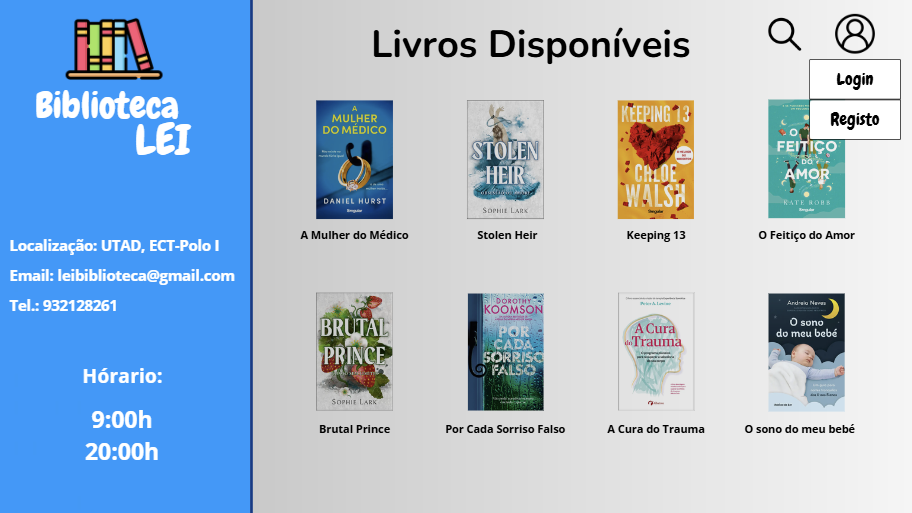 Biblioteca
LEI
Localização: UTAD, ECT-Polo I
Email: leibiblioteca@gmail.com
Tel.: 932128261
Hórario:
9:00h
20:00h
Livros Disponíveis
Login
Registo
A
MULHER
DO MÉDICO
DANIEL HURST
A Mulher do Médico
STOLEN
HEIR
SOPHIE LARK
Stolen Heir
KEEPING 13
CHLOE
WALSH
Keeping 13
O
FEITIÇO
DO
AMOR
KATE ROBB
O Feitiço do Amor
BRUTAL
PRINCE
SOPHIE LARK
Brutal Prince
DOROTHY
KOOMSON
POR
CADA
SORRISO
FALSO
Por Cada Sorriso Falso
Peter A. Levine
A Cura
do Trauma
A Cura do Trauma
Andreia Neves
O sono
do meu bebé
O sono do meu bebé